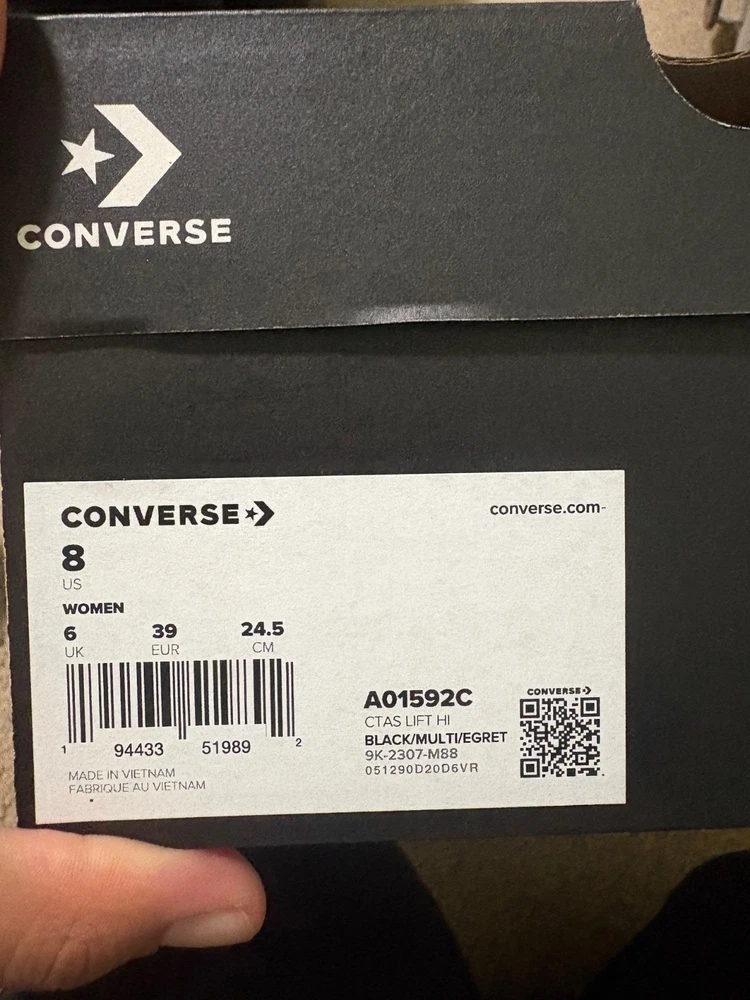 CONVERSE
CONVERSE
converse.com-
8
US
WOMEN
6 39 24.5
UK EUR CM
1 94433 51989 2
MADE IN VIETNAM
FABRIQUE AU VIETNAM
A01592C
CTAS LIFT HI
BLACK/MULTI/EGRET
9K-2307-M88
051290D20D6VR
CONVERSE